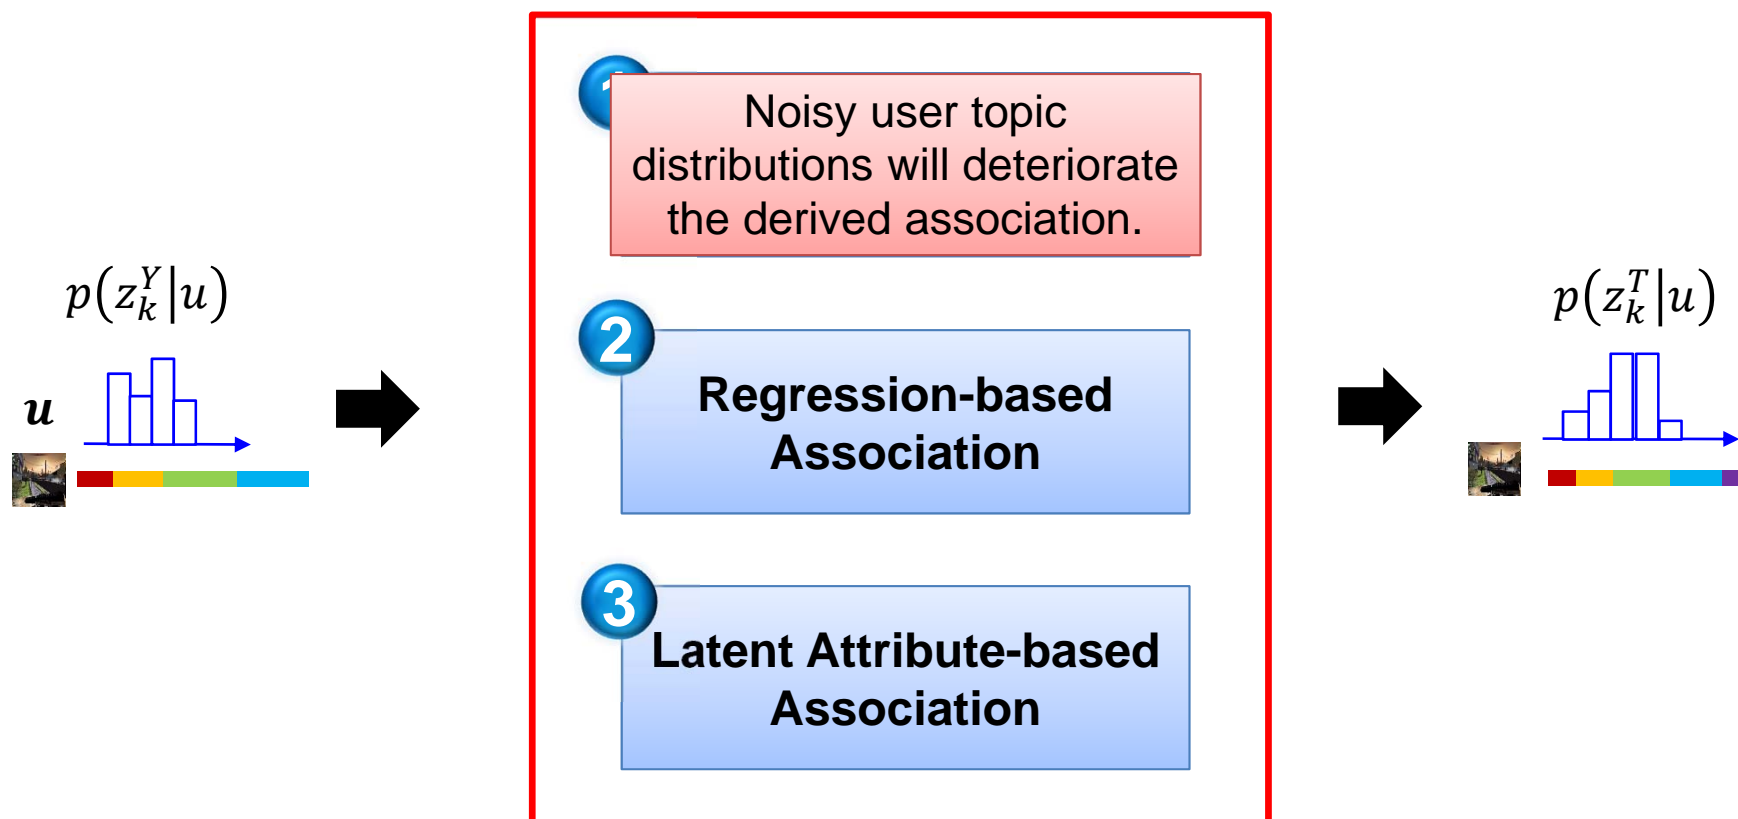 1
Noisy user topic
distributions will deteriorate
the derived association.
p(z_k^Y|u)
u
2
Regression-based
Association
p(z_k^T|u)
3
Latent Attribute-based
Association